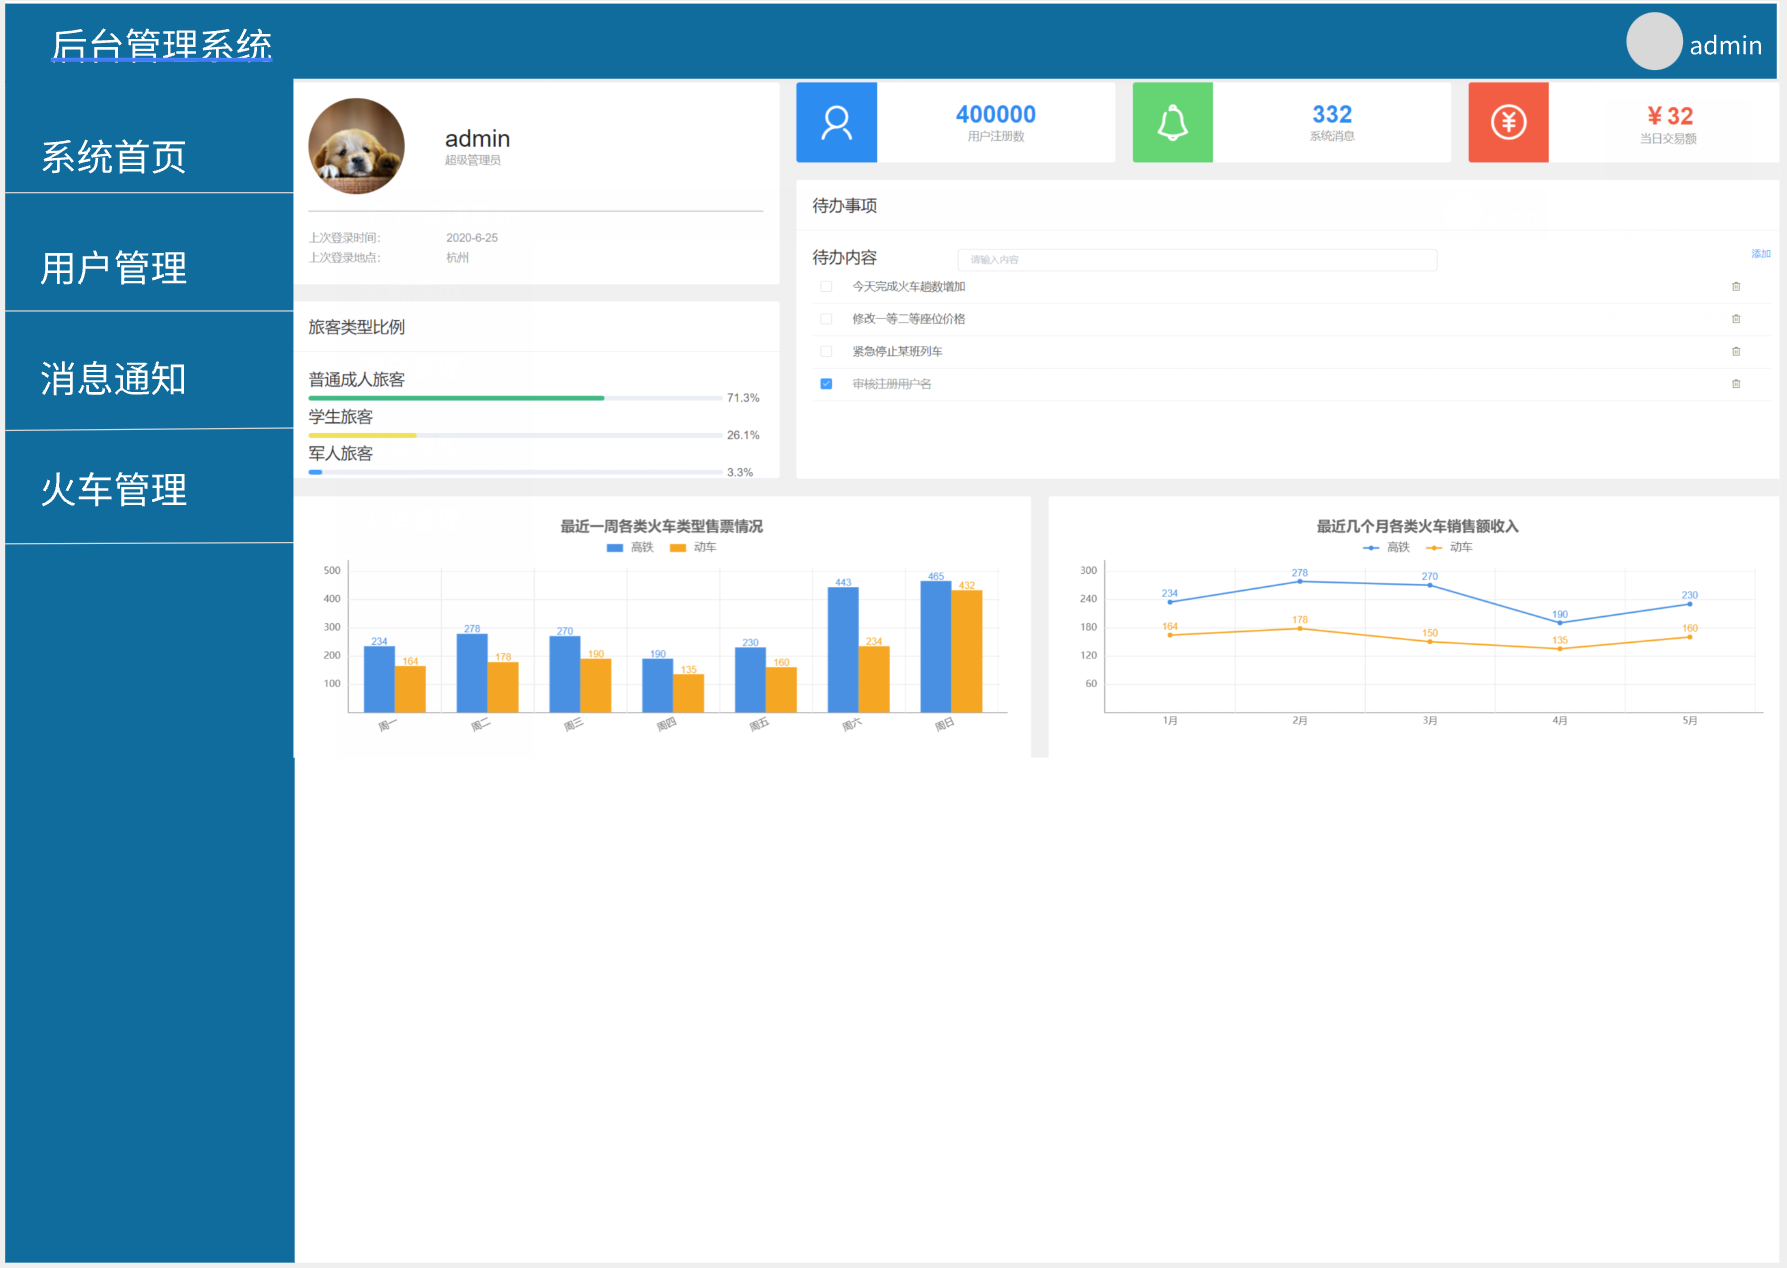 后台管理系统
admin
系统首页
用户管理
消息通知
火车管理
admin
超级管理员
上次登录时间: 2020-6-25
上次登录地点: 杭州
400000
用户注册数
332
系统消息
¥ 32
当日交易额
旅客类型比例
普通成人旅客
71.3%
学生旅客
26.1%
军人旅客
3.3%
待办事项
待办内容 请输入内容 添加
今天完成火车趟数增加
修改一等二等座位价格
紧急停止某班列车
审核注册用户名
最近一周各类火车类型售票情况
高铁 动车
500
400
300
200
100
234 164 278 178 270 190 190 135 230 160 443 234 465 432
周一 周二 周三 周四 周五 周六 周日
最近几个月各类火车销售额收入
高铁 动车
300
240
180
120
60
234 278 270 190 230
164 178 150 135 160
1月 2月 3月 4月 5月